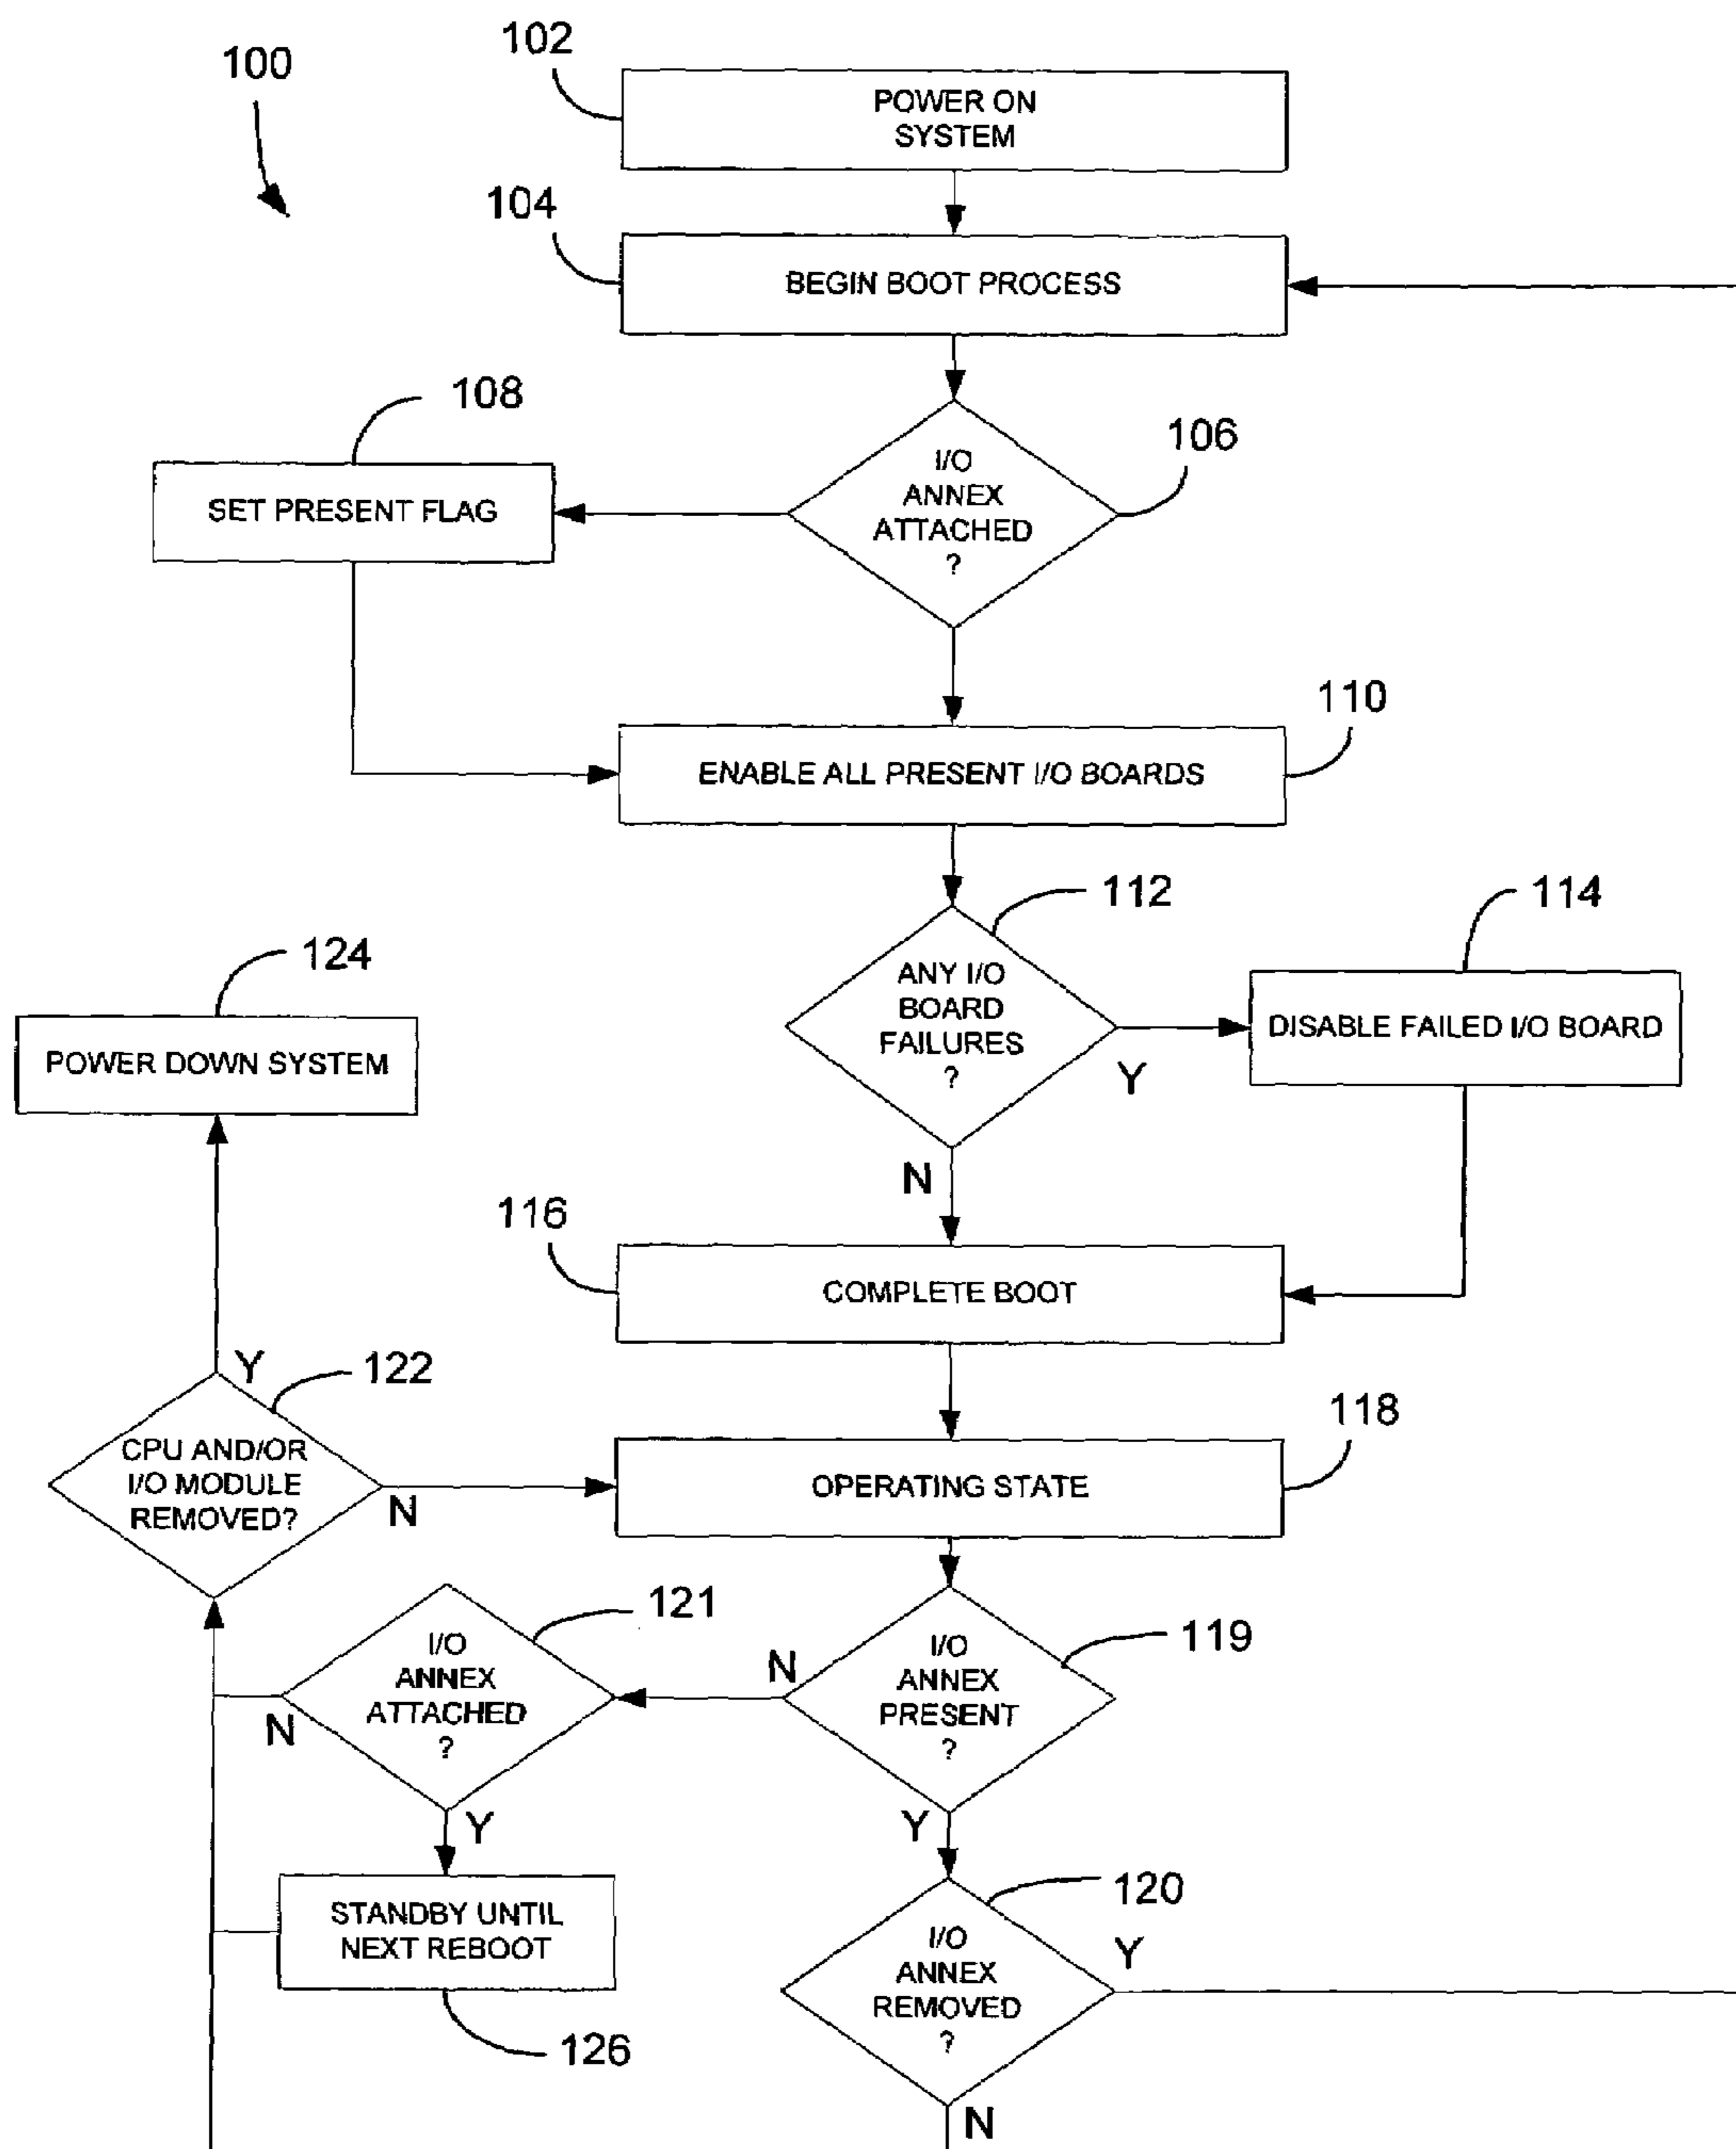 100
102
POWER ON
SYSTEM
104
BEGIN BOOT PROCESS
108
106
SET PRESENT FLAG
I/O
ANNEX
ATTACHED
?
110
ENABLE ALL PRESENT I/O BOARDS
112
114
124
ANY I/O
BOARD
FAILURES
?
Y
DISABLE FAILED I/O BOARD
POWER DOWN SYSTEM
N
116
COMPLETE BOOT
Y
122
CPU AND/OR
I/O MODULE
REMOVED?
N
118
OPERATING STATE
121
I/O
ANNEX
ATTACHED
?
N
Y
119
I/O
ANNEX
PRESENT
?
N
Y
STANDBY UNTIL
NEXT REBOOT
126
120
I/O
ANNEX
REMOVED
?
Y
N